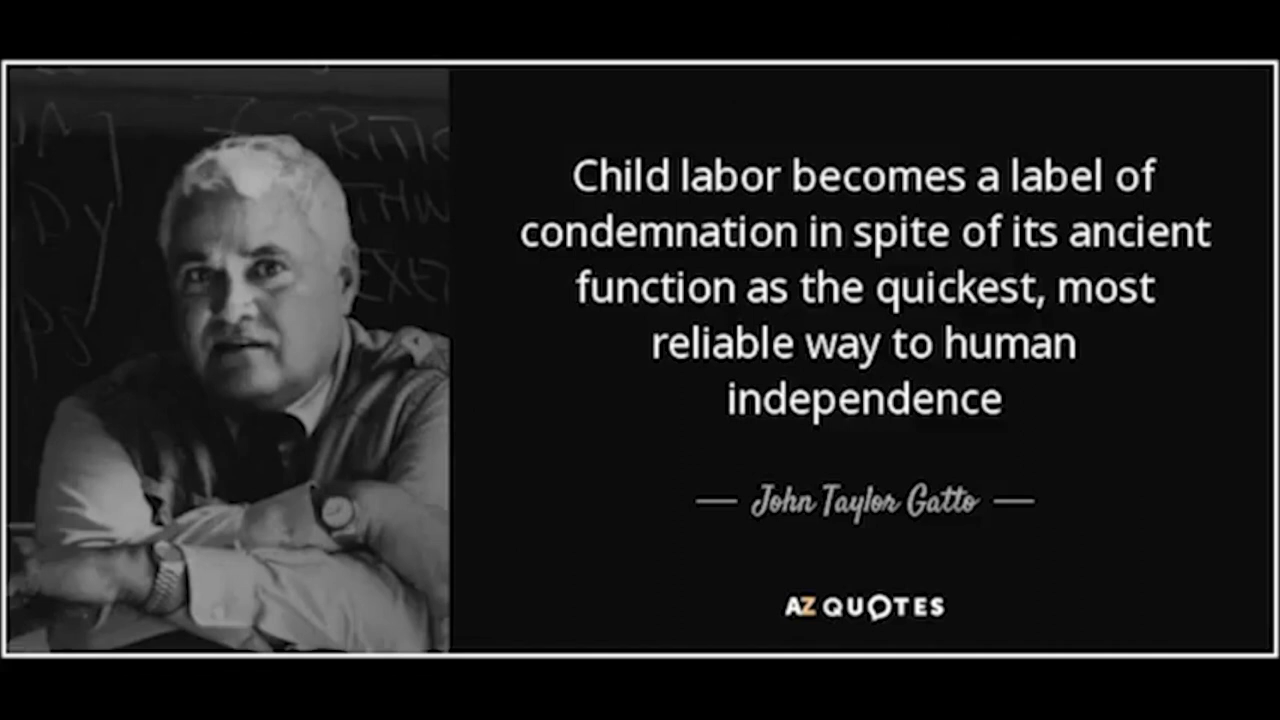 Child labor becomes a label of
condemnation in spite of its ancient
function as the quickest, most
reliable way to human
independence
— John Taylor Gatto —
AZ QUOTES